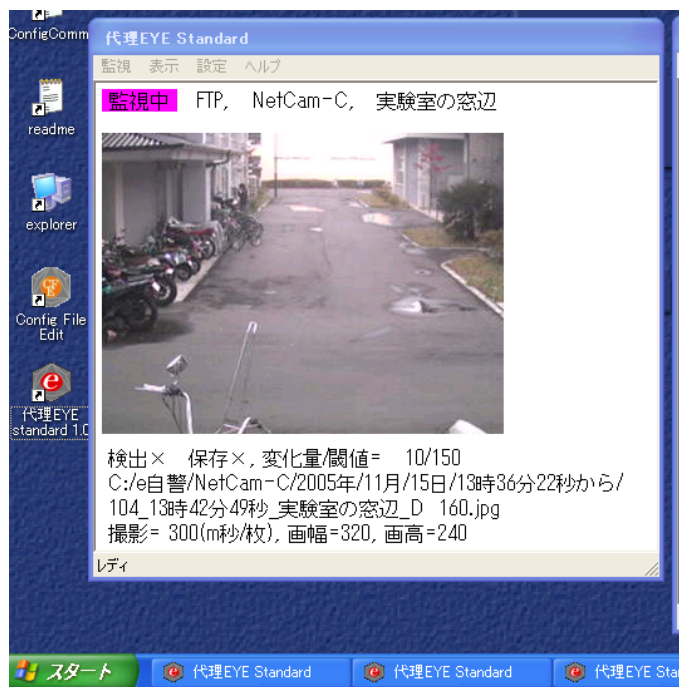 ConfigComm
readme
explorer
Config File
Edit
代理EYE
standard 1.0
代理EYE Standard
監視 表示 設定 ヘルプ
監視中 FTP, NetCam-C, 実験室の窓辺
検出× 保存×, 変化量/閾値= 10/150
C:/e自警/NetCam-C/2005年/11月/15日/13時36分22秒から/
104_13時42分49秒_実験室の窓辺_D 160.jpg
撮影= 300(m秒/枚), 画幅=320, 画高=240
レディ
スタート 代理EYE Standard 代理EYE Standard 代理EYE Sta